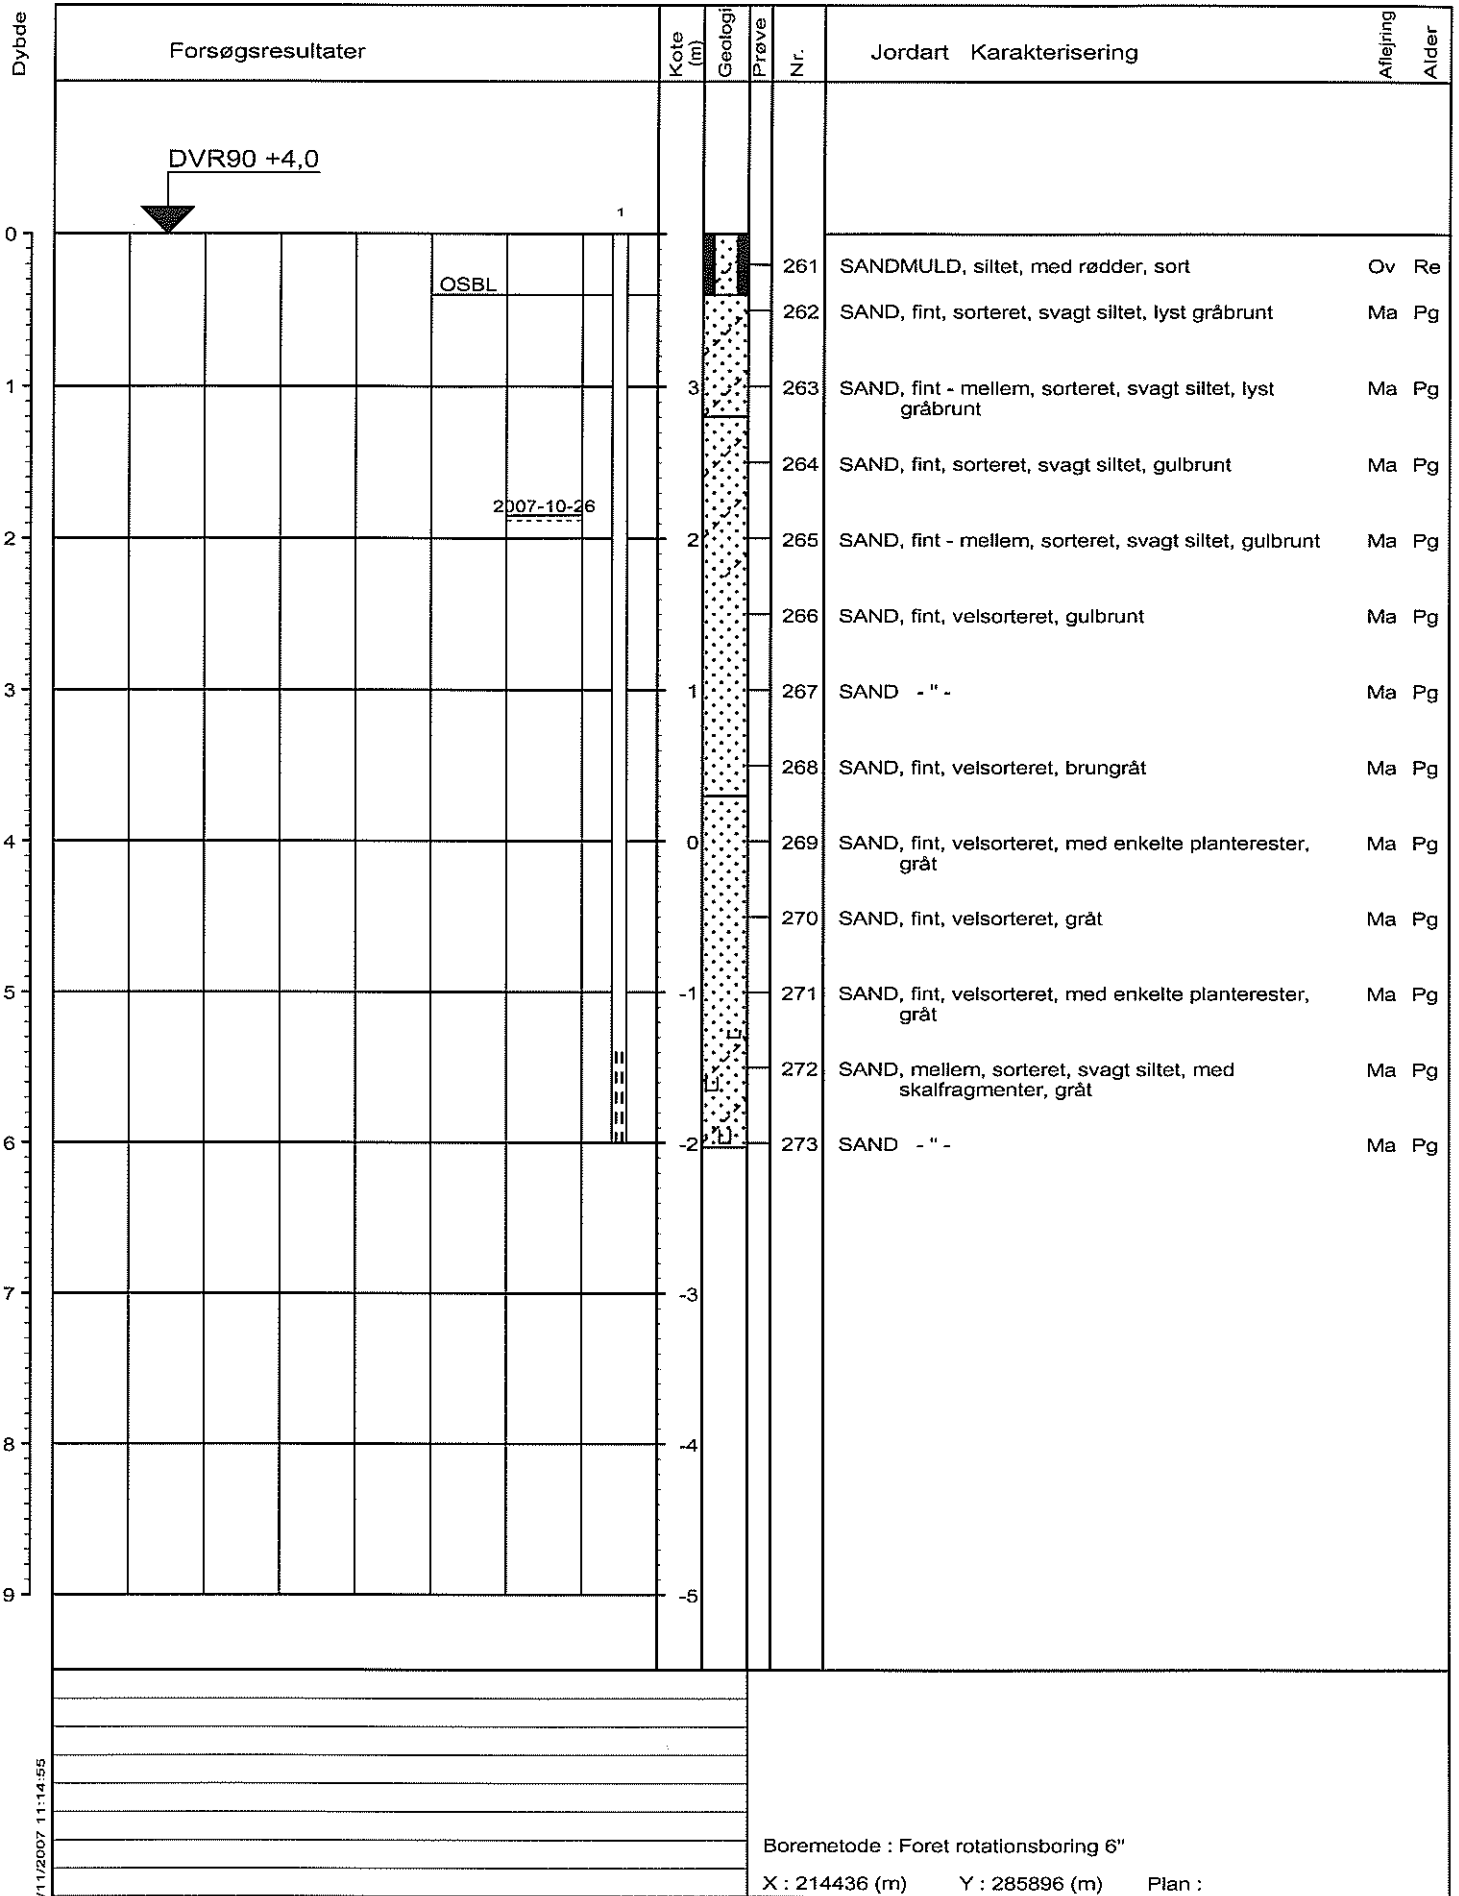 Dybde
Forsøgsresultater
Kote (m)
Geologi
Prøve
Nr.
Jordart Karakterisering
Aflejring
Alder
DVR90 +4,0
1
0
OSBL
261 SANDMULD, siltet, med rødder, sort Ov Re
262 SAND, fint, sorteret, svagt siltet, lyst gråbrunt Ma Pg
1 3 263 SAND, fint - mellem, sorteret, svagt siltet, lyst Ma Pg
gråbrunt
264 SAND, fint, sorteret, svagt siltet, gulbrunt Ma Pg
2007-10-26
2 2 265 SAND, fint - mellem, sorteret, svagt siltet, gulbrunt Ma Pg
266 SAND, fint, velsorteret, gulbrunt Ma Pg
3 1 267 SAND - " - Ma Pg
268 SAND, fint, velsorteret, brungråt Ma Pg
4 0 269 SAND, fint, velsorteret, med enkelte planterester, Ma Pg
gråt
270 SAND, fint, velsorteret, gråt Ma Pg
5 -1 271 SAND, fint, velsorteret, med enkelte planterester, Ma Pg
gråt
272 SAND, mellem, sorteret, svagt siltet, med Ma Pg
skalfragmenter, gråt
6 -2 273 SAND - " - Ma Pg
7 -3
8 -4
9 -5
/11/2007 11:14:55
Boremetode : Foret rotationsboring 6"
X : 214436 (m) Y : 285896 (m) Plan :